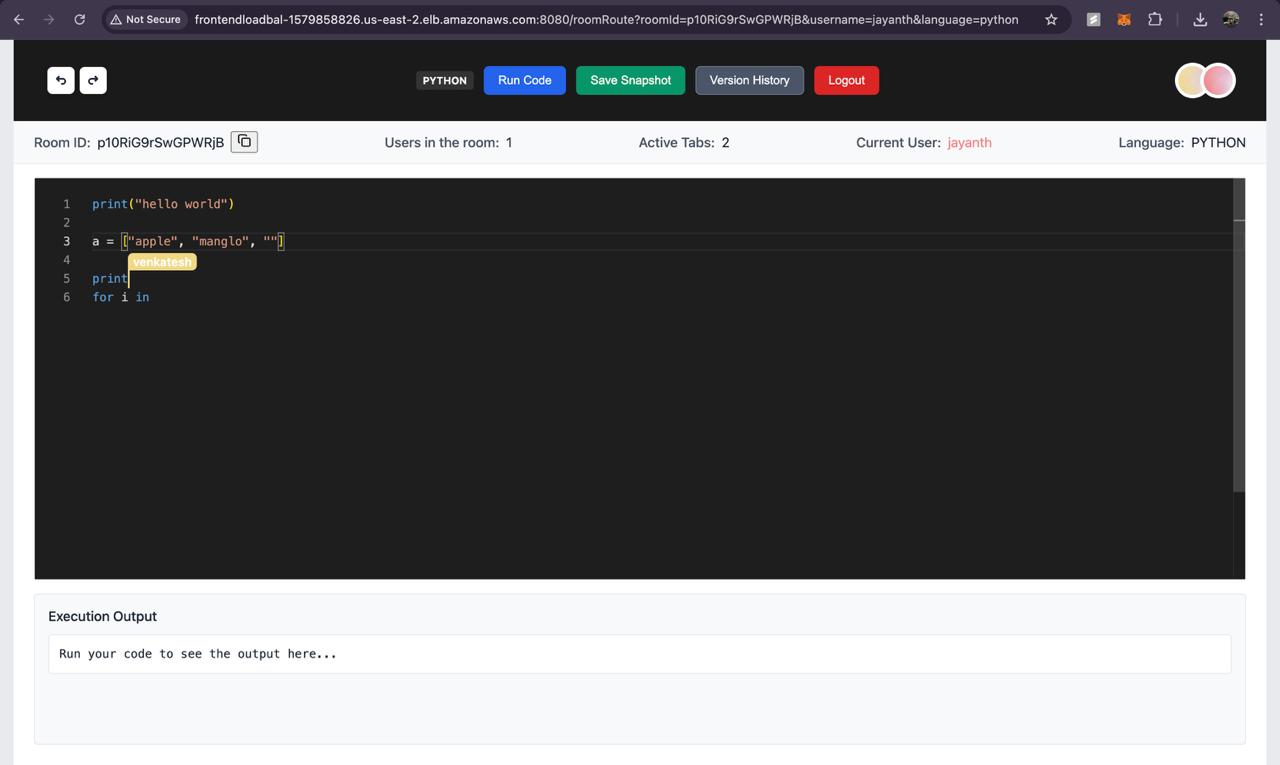 Not Secure frontendloadbal-1579858826.us-east-2.elb.amazonaws.com:8080/roomRoute?roomId=p10RiG9rSwGPWRjB&username=jayanth&language=python
PYTHON Run Code Save Snapshot Version History Logout
Room ID: p10RiG9rSwGPWRjB Users in the room: 1 Active Tabs: 2 Current User: jayanth Language: PYTHON
1 print("hello world")
2
3 a = ["apple", "manglo", ""]
4 venkatesh
5 print
6 for i in
Execution Output
Run your code to see the output here...